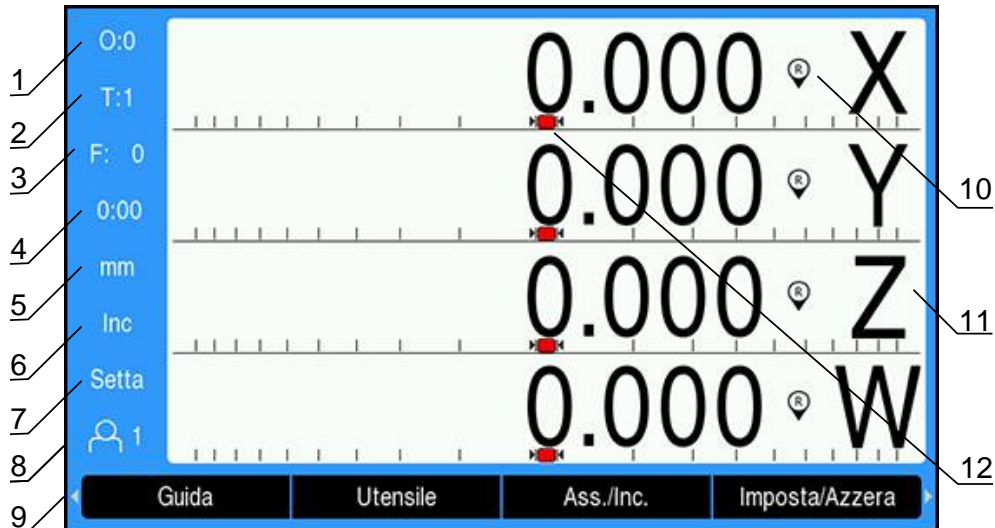 1
O:0
2
T:1
3
F: 0
4
0:00
5
mm
6
Inc
7
Setta
8
1
9
0.000 R X
0.000 R Y
0.000 R Z
0.000 R W
10
11
12
Guida Utensile Ass./Inc. Imposta/Azzera